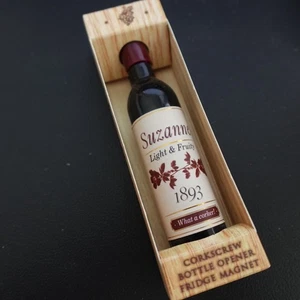 Suzanne
Light & Fruity
1893
What a corker!
CORKSCREW
BOTTLE OPENER
FRIDGE MAGNET